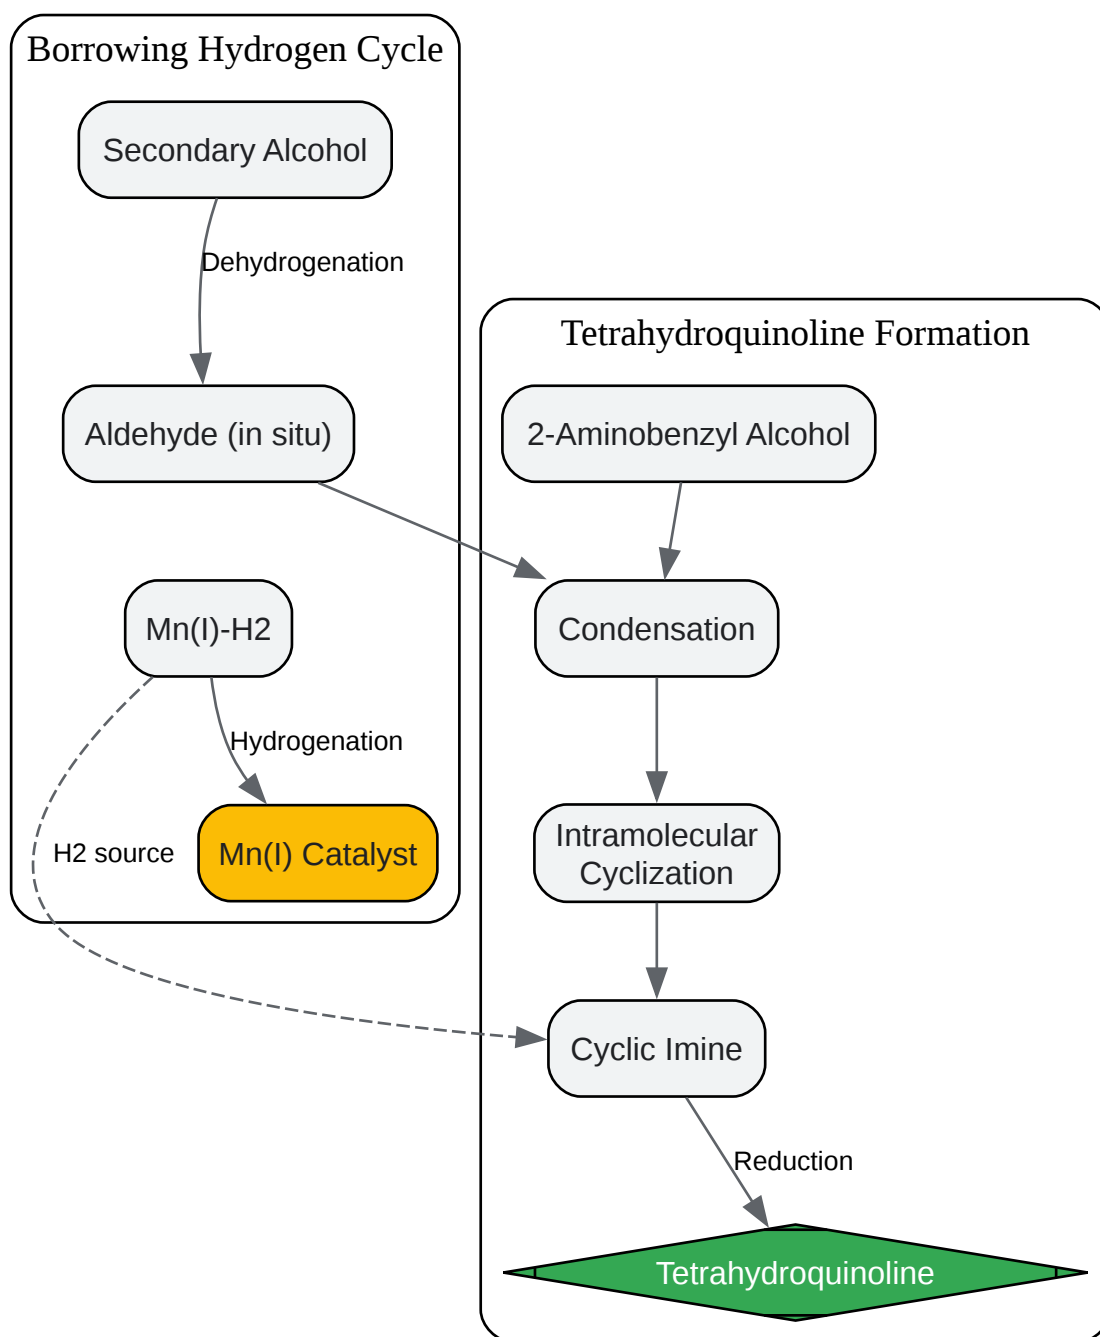 Borrowing Hydrogen Cycle
Secondary Alcohol
Dehydrogenation
Tetrahydroquinoline Formation
Aldehyde (in situ)
2-Aminobenzyl Alcohol
Mn(I)-H2
Condensation
Hydrogenation
H2 source
Mn(I) Catalyst
Intramolecular
Cyclization
Cyclic Imine
Reduction
Tetrahydroquinoline